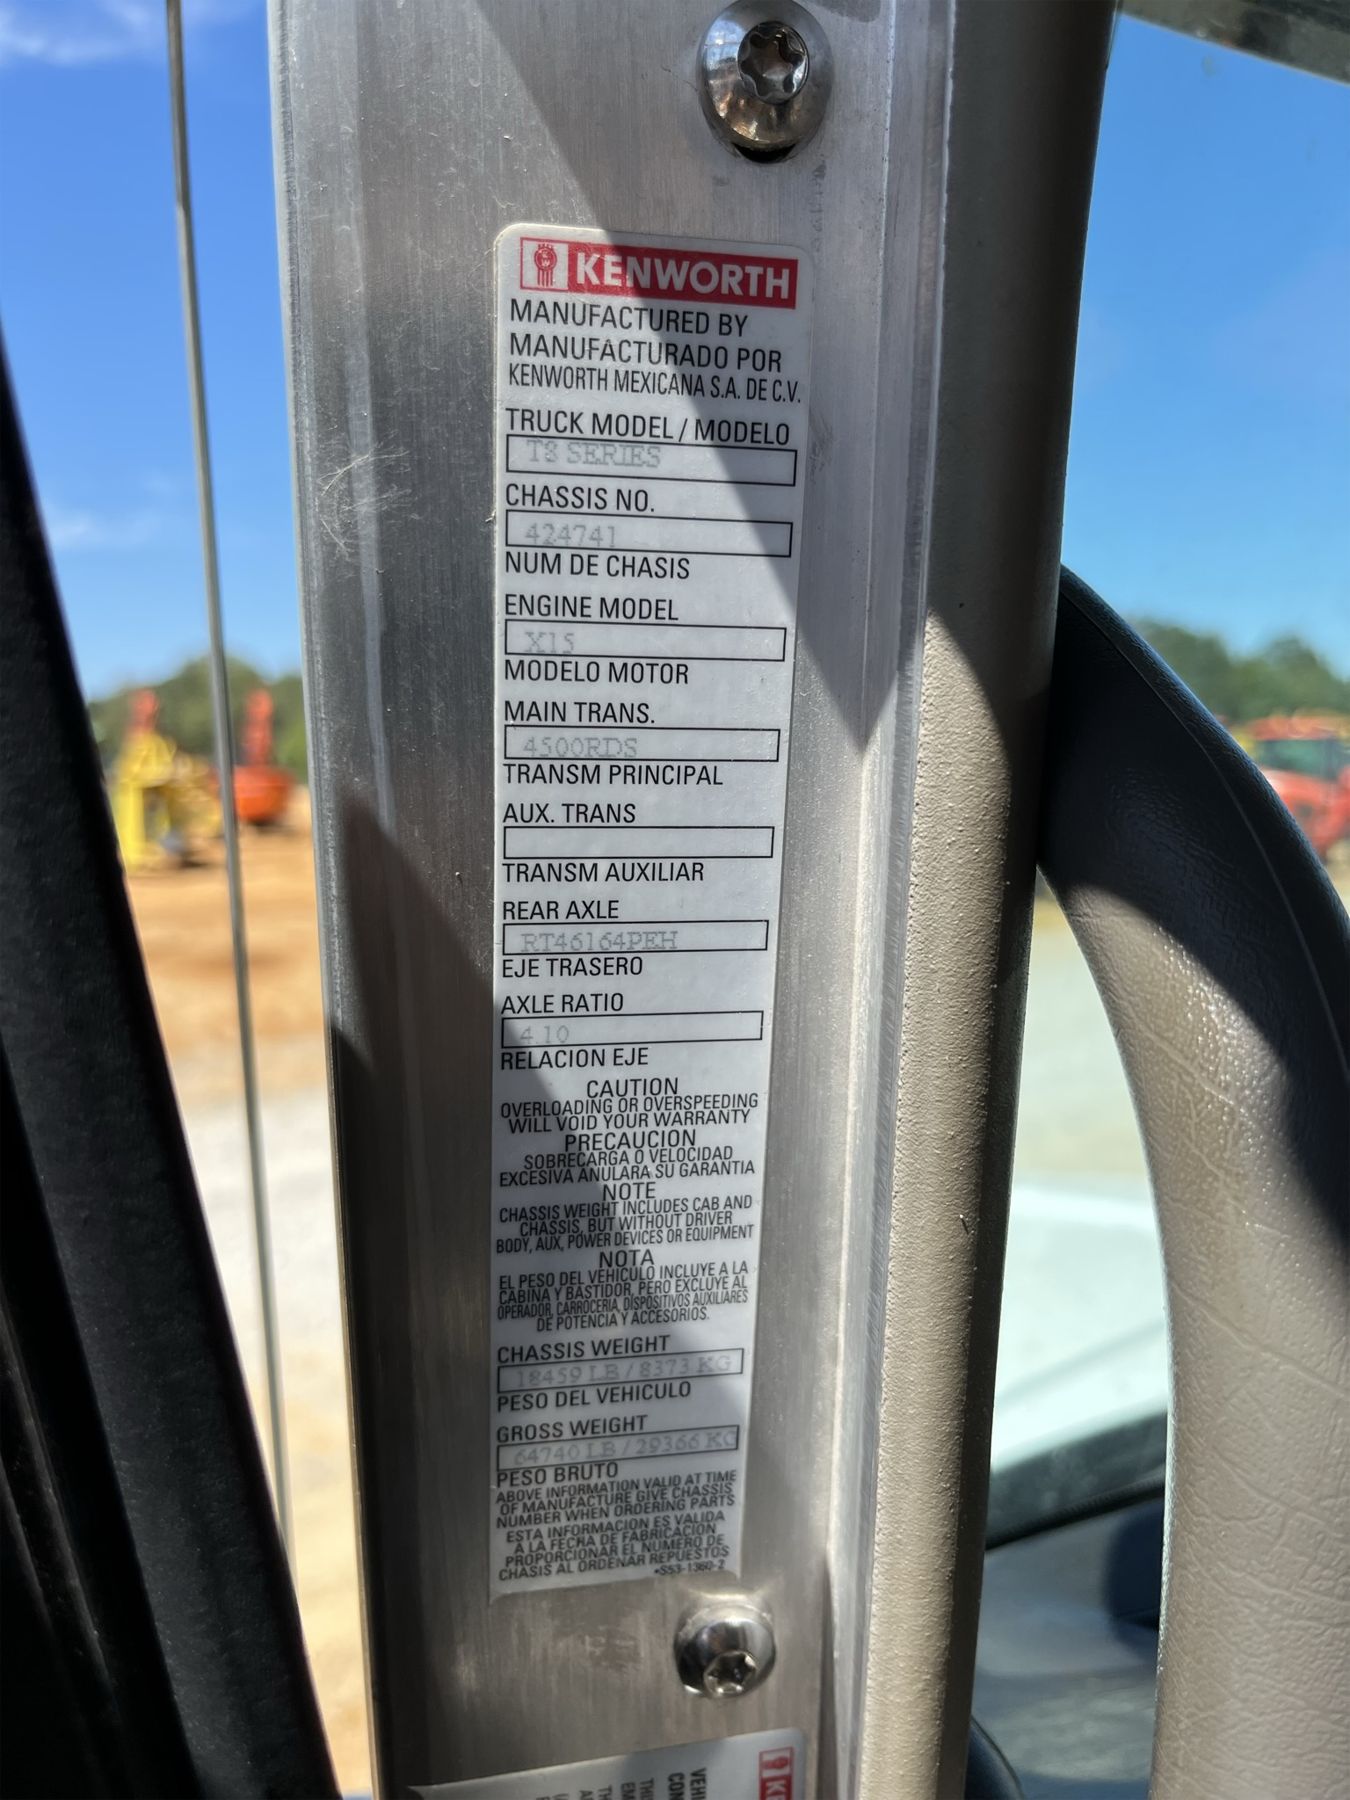 KENWORTH
MANUFACTURED BY
MANUFACTURADO POR
KENWORTH MEXICANA S.A. DE C.V.
TRUCK MODEL / MODELO
T8 SERIES
CHASSIS NO.
424741
NUM DE CHASIS
ENGINE MODEL
X15
MODELO MOTOR
MAIN TRANS.
4500RDS
TRANSM PRINCIPAL
AUX. TRANS
TRANSM AUXILIAR
REAR AXLE
RT46164PEH
EJE TRASERO
AXLE RATIO
4 10
RELACION EJE
CAUTION
OVERLOADING OR OVERSPEEDING
WILL VOID YOUR WARRANTY
PRECAUCION
SOBRECARGA O VELOCIDAD
EXCESIVA ANULARA SU GARANTIA
NOTE
CHASSIS WEIGHT INCLUDES CAB AND
CHASSIS, BUT WITHOUT DRIVER
BODY, AUX, POWER DEVICES OR EQUIPMENT
NOTA
EL PESO DEL VEHICULO INCLUYE A LA
CABINA Y BASTIDOR, PERO EXCLUYE AL
OPERADOR, CARROCERIA, DISPOSITIVOS AUXILIARES
DE POTENCIA Y ACCESORIOS.
CHASSIS WEIGHT
18459 LB / 8373 KG
PESO DEL VEHICULO
GROSS WEIGHT
64740 LB / 29366 KG
PESO BRUTO
ABOVE INFORMATION VALID AT TIME
OF MANUFACTURE GIVE CHASSIS
NUMBER WHEN ORDERING PARTS
ESTA INFORMACION ES VALIDA
A LA FECHA DE FABRICACION
PROPORCIONAR EL NUMERO DE
CHASIS AL ORDENAR REPUESTOS
•S53-1360-2